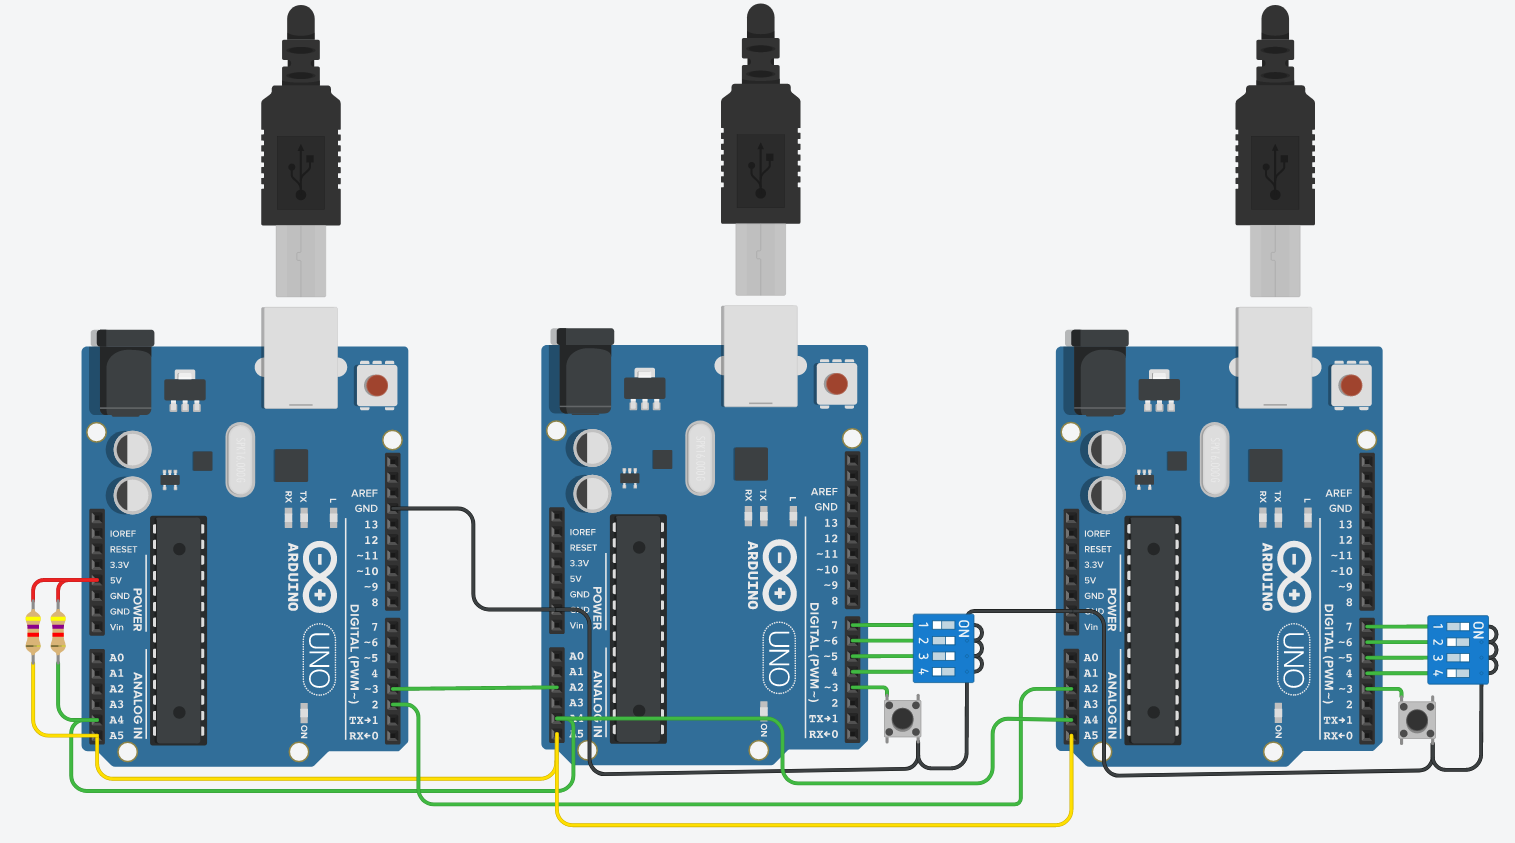 AREF
GND
13
12
~11
~10
~9
8
7
~6
~5
4
~3
2
TX→1
RX←0
DIGITAL (PWM~)
RX
TX
L
ARDUINO
UNO
ON
IOREF
RESET
3.3V
5V
GND
GND
Vin
POWER
A0
A1
A2
A3
A4
A5
ANALOG IN
AREF
GND
13
12
~11
~10
~9
8
7
~6
~5
4
~3
2
TX→1
RX←0
DIGITAL (PWM~)
RX
TX
L
ARDUINO
UNO
ON
IOREF
RESET
3.3V
5V
GND
Vin
POWER
A0
A1
A2
A3
A5
ANALOG IN
ON
1
2
3
4
AREF
GND
13
12
~11
~10
~9
8
7
~6
~5
4
~3
2
TX→1
RX←0
DIGITAL (PWM~)
RX
TX
L
ARDUINO
UNO
ON
IOREF
RESET
3.3V
5V
GND
Vin
POWER
A0
A1
A2
A3
A4
A5
ANALOG IN
ON
1
2
3
4